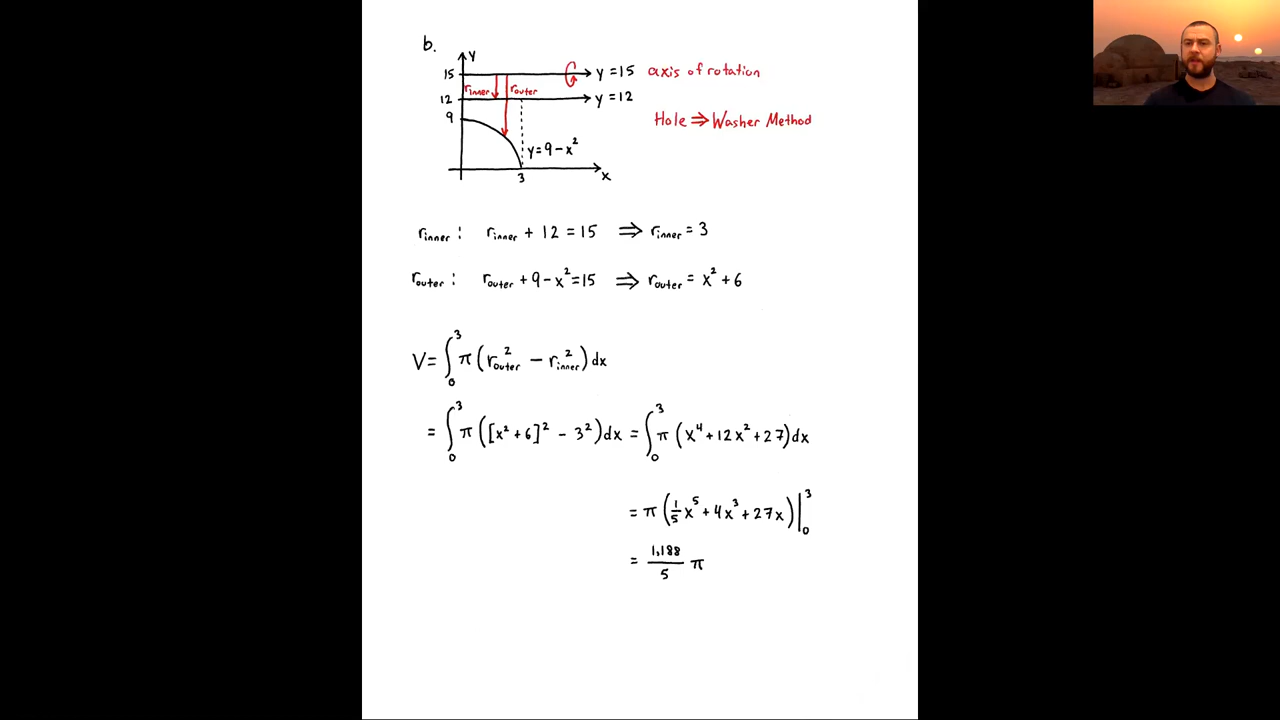 b.
y
15 y = 15 axis of rotation
r_inner r_outer
12 y = 12
9 Hole ⇒ Washer Method
y = 9 - x²
3 x
r_inner : r_inner + 12 = 15 ⇒ r_inner = 3
r_outer : r_outer + 9 - x² = 15 ⇒ r_outer = x² + 6
V = ∫₀³ π (r²_outer - r²_inner) dx
= ∫₀³ π ([x² + 6]² - 3²) dx = ∫₀³ π (x⁴ + 12x² + 27) dx
= π (1/5 x⁵ + 4x³ + 27x) |₀³
= 1,188/5 π